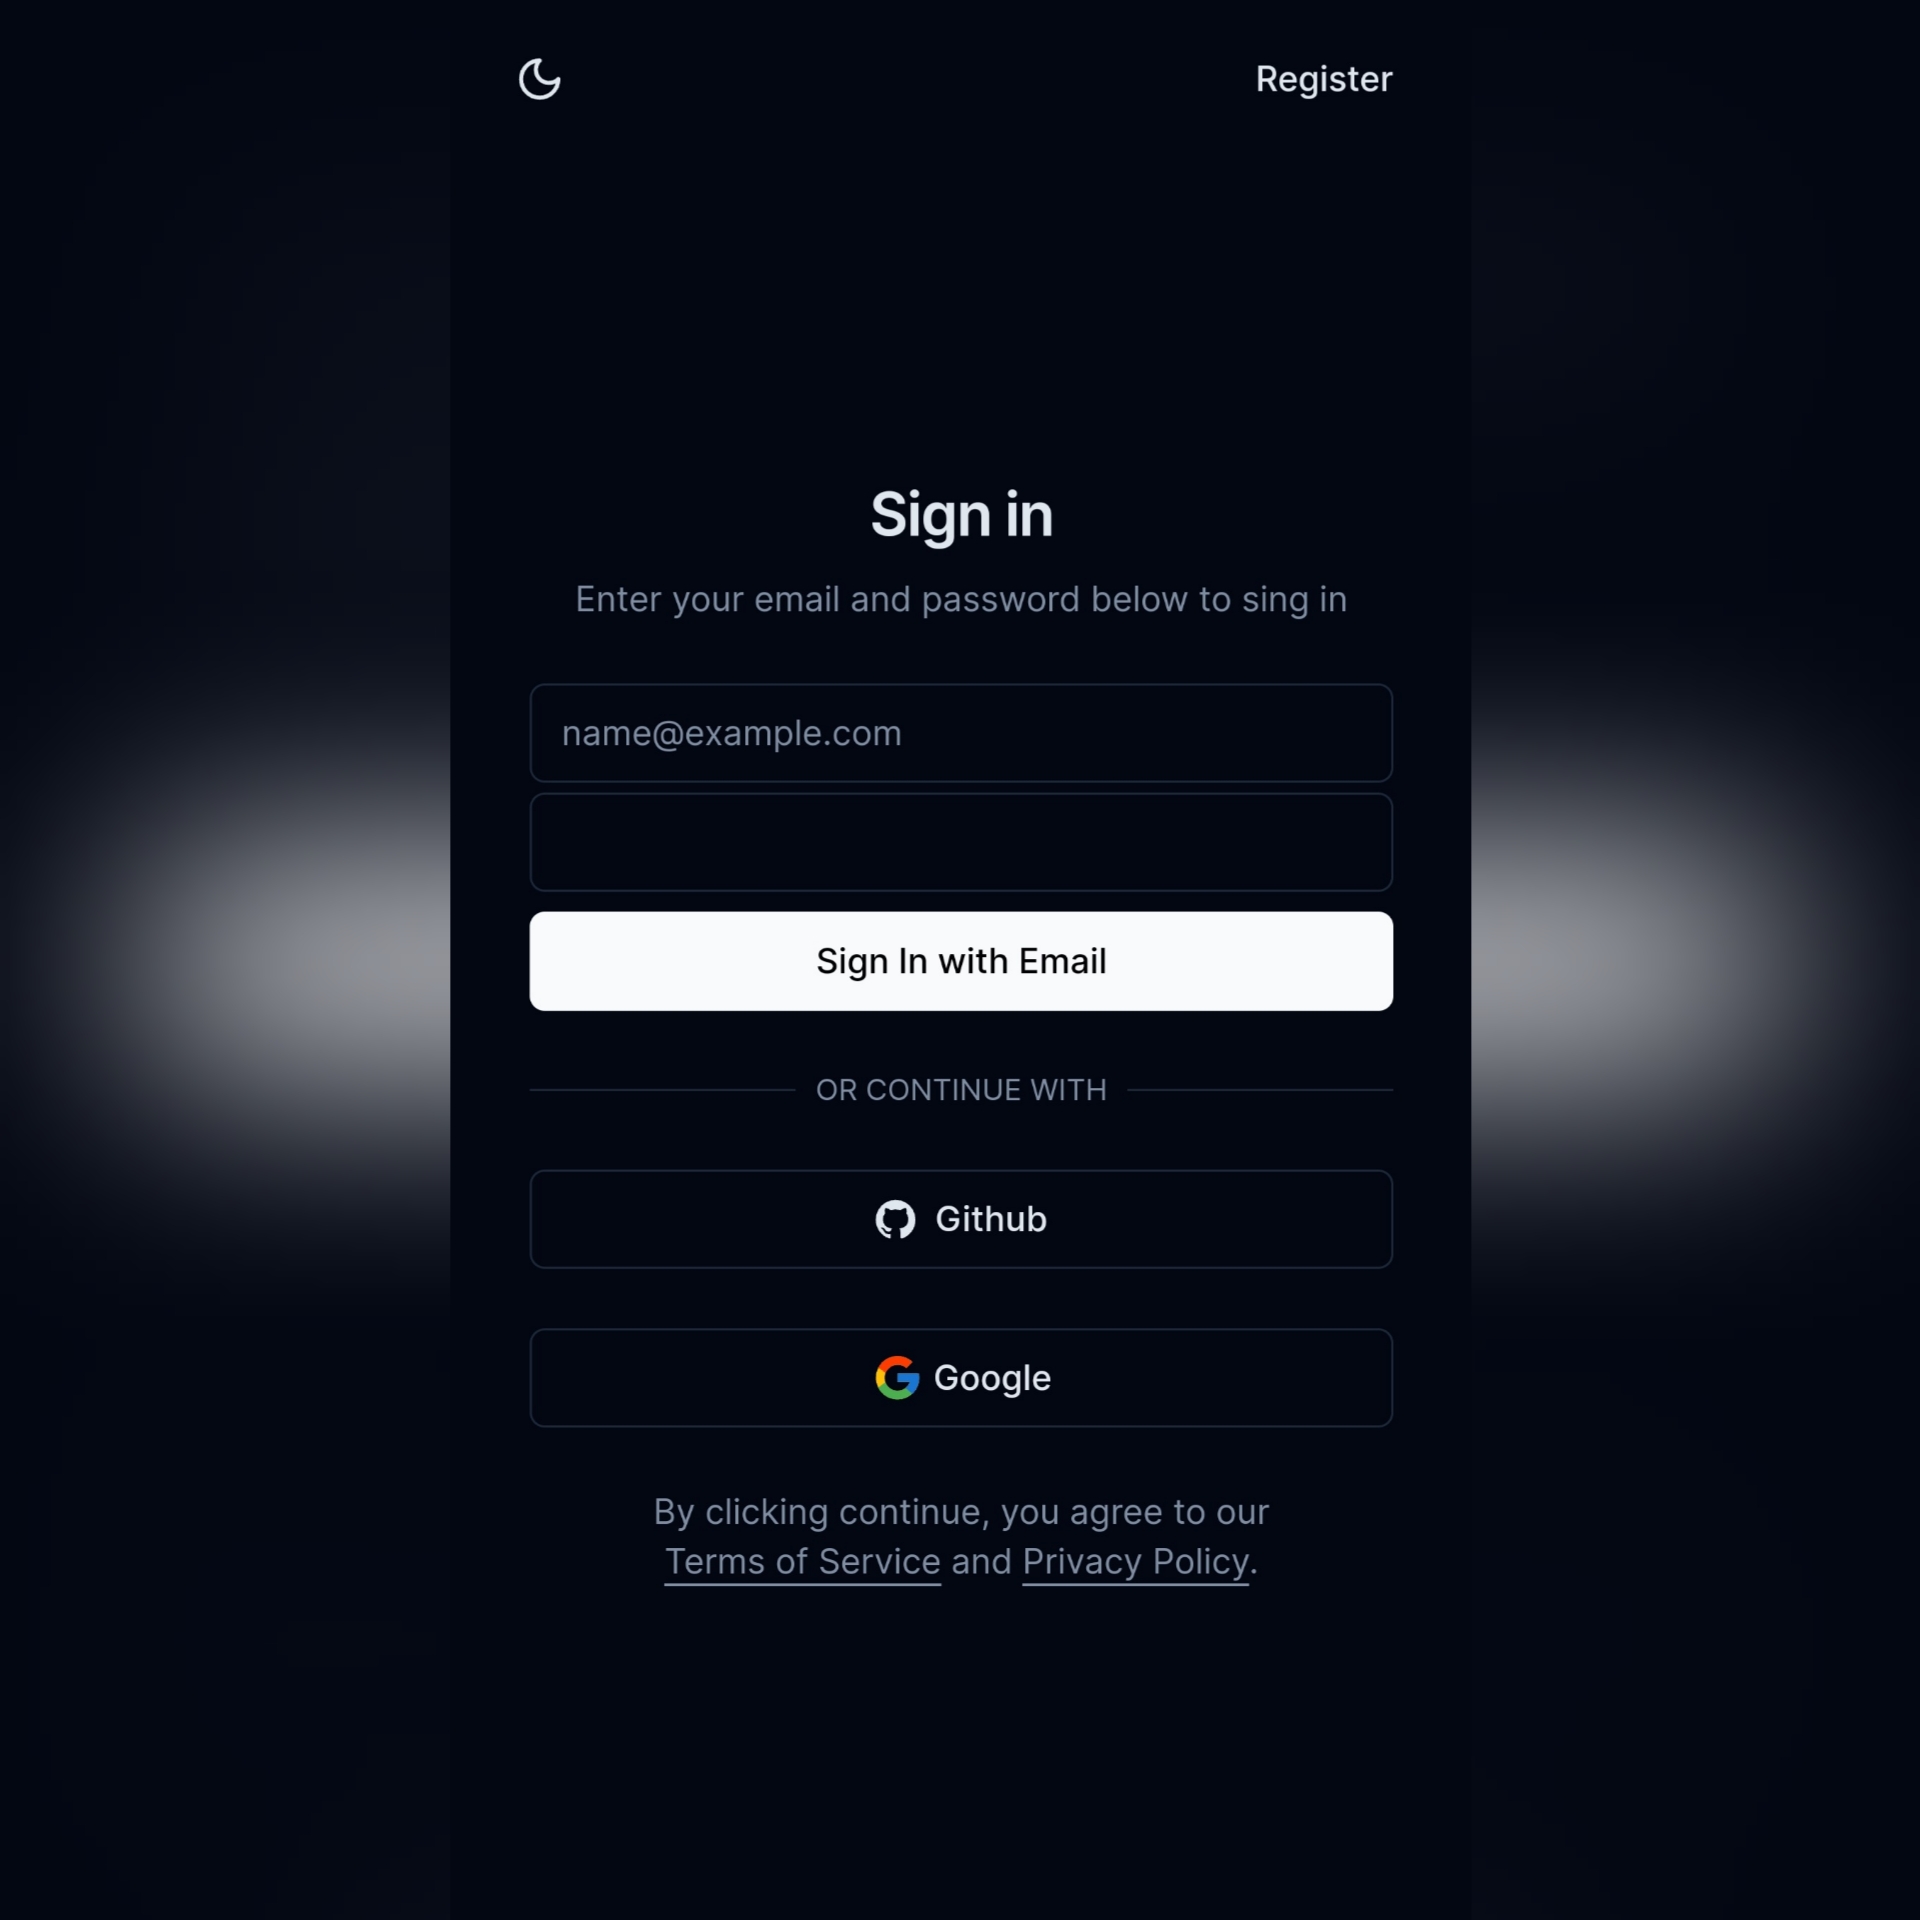 Register
Sign in
Enter your email and password below to sing in
name@example.com
Sign In with Email
OR CONTINUE WITH
Github
Google
By clicking continue, you agree to our
Terms of Service and Privacy Policy.